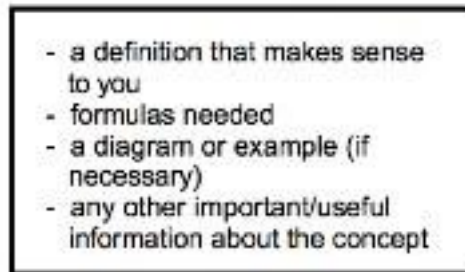 - a definition that makes sense
to you
- formulas needed
- a diagram or example (if
necessary)
- any other important/useful
information about the concept